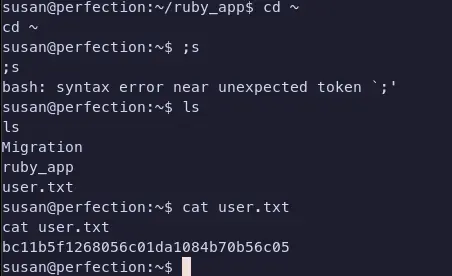 susan@perfection:~/ruby_app$ cd ~
cd ~
susan@perfection:~$ ;s
;s
bash: syntax error near unexpected token `;'
susan@perfection:~$ ls
ls
Migration
ruby_app
user.txt
susan@perfection:~$ cat user.txt
cat user.txt
bc11b5f1268056c01da1084b70b56c05
susan@perfection:~$